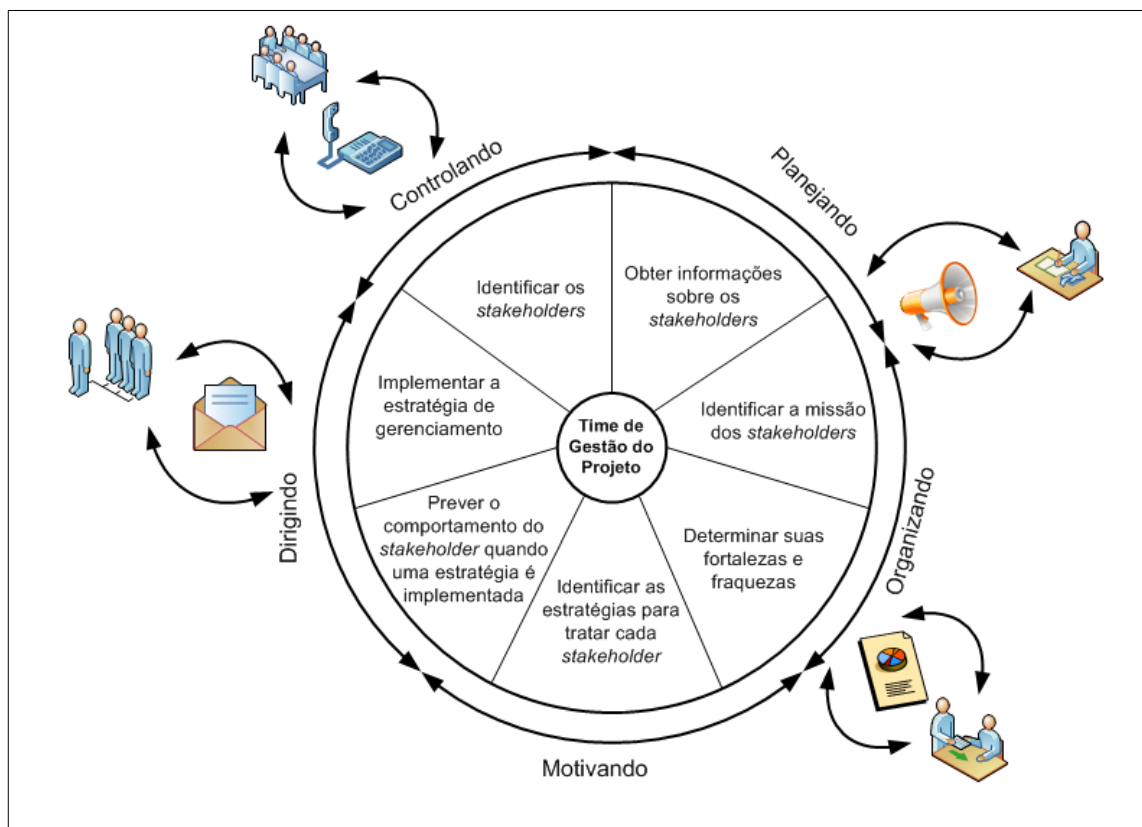 Controlando
Planejando
Identificar os
stakeholders
Obter informações
sobre os
stakeholders
Implementar a
estratégia de
gerenciamento
Time de
Gestão do
Projeto
Identificar a missão
dos stakeholders
Prever o
comportamento do
stakeholder quando
uma estratégia é
implementada
Identificar as
estratégias para
tratar cada
stakeholder
Determinar suas
fortalezas e
fraquezas
Dirigindo
Organizando
Motivando